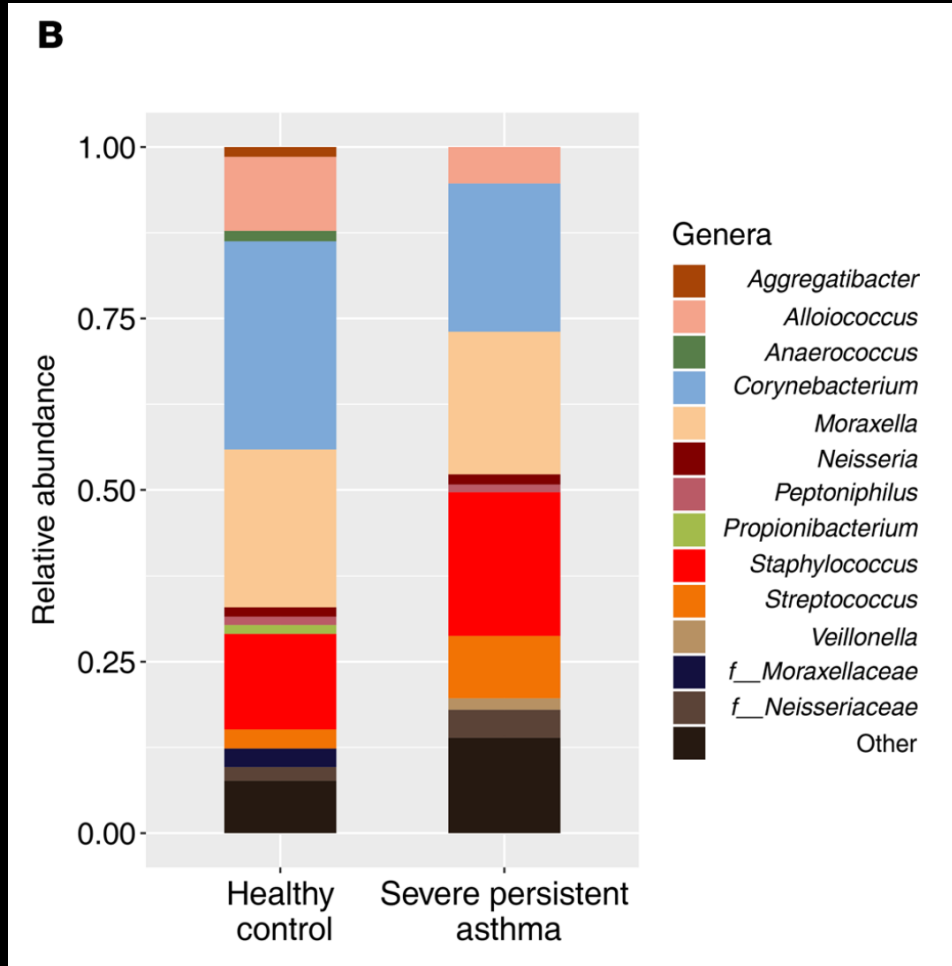 B
1.00
0.75
0.50
0.25
0.00
Relative abundance
Healthy
control
Severe persistent
asthma
Genera
Aggregatibacter
Alloiococcus
Anaerococcus
Corynebacterium
Moraxella
Neisseria
Peptoniphilus
Propionibacterium
Staphylococcus
Streptococcus
Veillonella
f__Moraxellaceae
f__Neisseriaceae
Other